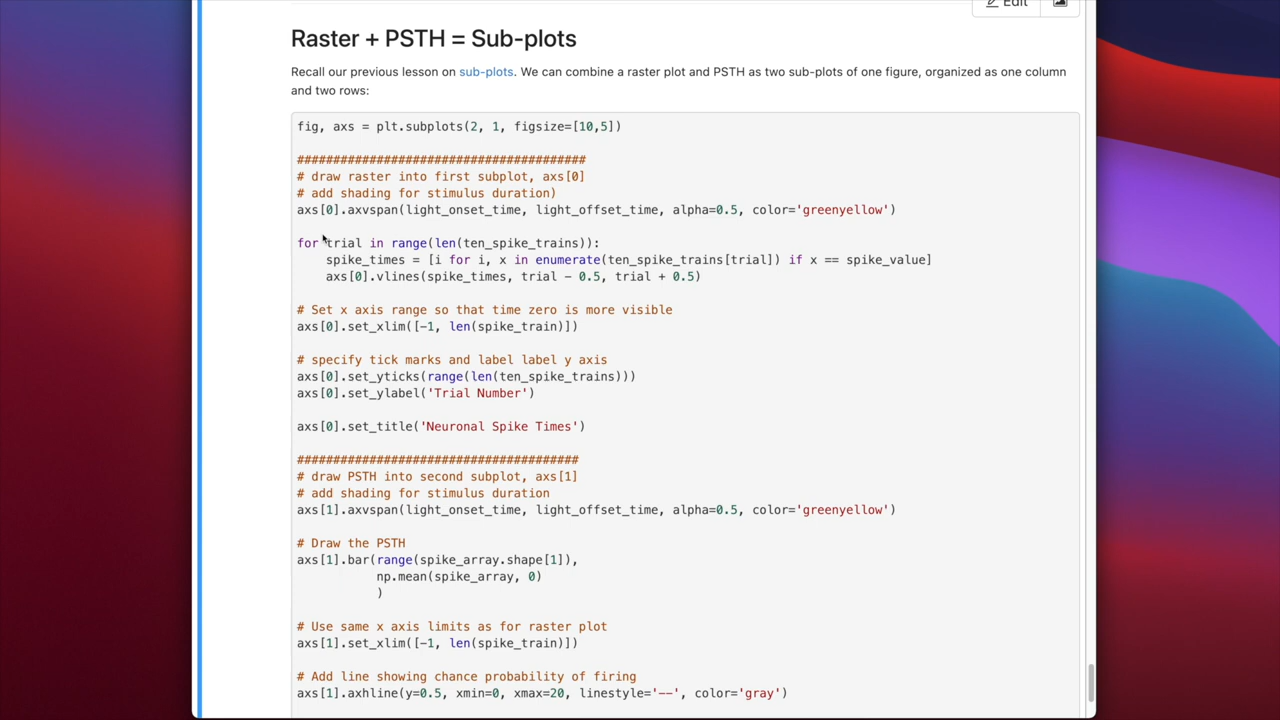 Edit
Raster + PSTH = Sub-plots
Recall our previous lesson on sub-plots. We can combine a raster plot and PSTH as two sub-plots of one figure, organized as one column
and two rows:
fig, axs = plt.subplots(2, 1, figsize=[10,5])
########################################
# draw raster into first subplot, axs[0]
# add shading for stimulus duration)
axs[0].axvspan(light_onset_time, light_offset_time, alpha=0.5, color='greenyellow')
for trial in range(len(ten_spike_trains)):
    spike_times = [i for i, x in enumerate(ten_spike_trains[trial]) if x == spike_value]
    axs[0].vlines(spike_times, trial - 0.5, trial + 0.5)
# Set x axis range so that time zero is more visible
axs[0].set_xlim([-1, len(spike_train)])
# specify tick marks and label label y axis
axs[0].set_yticks(range(len(ten_spike_trains)))
axs[0].set_ylabel('Trial Number')
axs[0].set_title('Neuronal Spike Times')
#######################################
# draw PSTH into second subplot, axs[1]
# add shading for stimulus duration
axs[1].axvspan(light_onset_time, light_offset_time, alpha=0.5, color='greenyellow')
# Draw the PSTH
axs[1].bar(range(spike_array.shape[1]),
           np.mean(spike_array, 0)
           )
# Use same x axis limits as for raster plot
axs[1].set_xlim([-1, len(spike_train)])
# Add line showing chance probability of firing
axs[1].axhline(y=0.5, xmin=0, xmax=20, linestyle='--', color='gray')